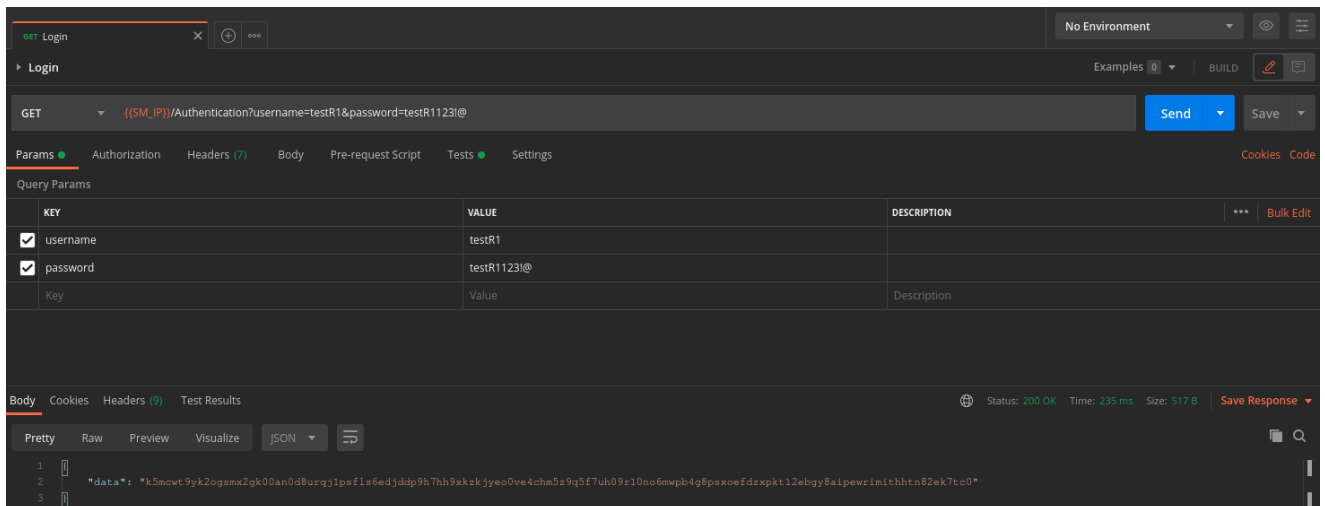 GET Login
No Environment
Login
Examples 0 BUILD
GET {{SM_IP}}/Authentication?username=testR1&password=testR1123!@ Send Save
Params Authorization Headers (7) Body Pre-request Script Tests Settings Cookies Code
Query Params
KEY VALUE DESCRIPTION ••• Bulk Edit
username testR1
password testR1123!@
Key Value Description
Body Cookies Headers (9) Test Results Status: 200 OK Time: 235 ms Size: 517 B Save Response
Pretty Raw Preview Visualize JSON
1 {
2 "data": "k5mcwt9yk2ogsmx2gk00an0d8urqj1psfls6edjddp9h7hh9xkzkjyeo0ve4chm5z9q5f7uh09r10no6mwpb4g8psxoefdzxpkt12ebgy8aipewrimithhtn82ek7tc0"
3 }